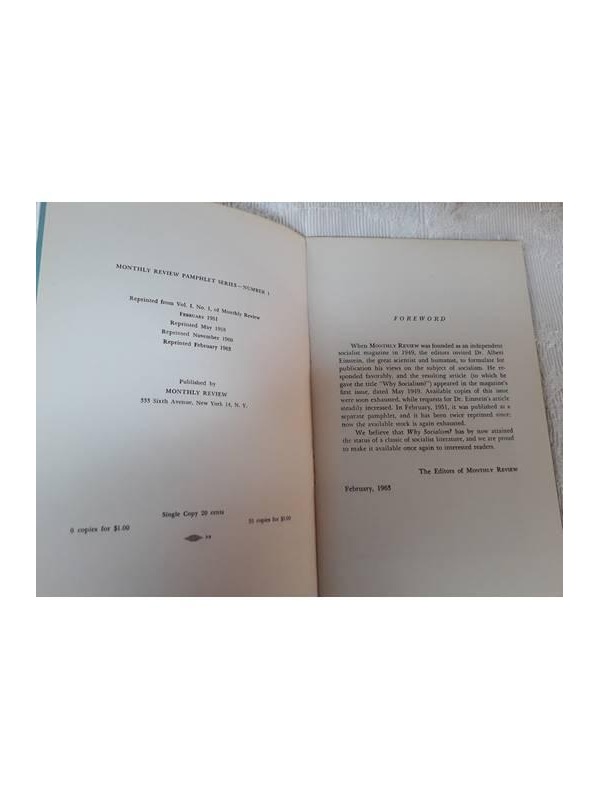 MONTHLY REVIEW PAMPHLET SERIES—NUMBER 1
Reprinted from Vol. I, No. 1, of Monthly Review
FEBRUARY 1951
Reprinted May
Reprinted November
Reprinted February 1963
Published by
MONTHLY REVIEW
333 Sixth Avenue, New York 14, N. Y.
Single Copy 20 cents
6 copies for $1.00
copies for
FOREWORD
When MONTHLY REVIEW was founded as an independent
socialist magazine in 1949, the editors invited Dr. Albert
Einstein, the great scientist and humanist, to formulate for
publication his views on the subject of socialism. He re-
sponded favorably, and the resulting article (to which he
gave the title "Why Socialism?") appeared in the magazine's
first issue, dated May 1949. Available copies of this issue
were soon exhausted, while requests for Dr. Einstein's article
steadily increased. In February, 1951, it was published as a
separate pamphlet, and it has been twice reprinted since;
now the available stock is again exhausted.
We believe that Why Socialism? has by now attained
the status of a classic of socialist literature, and we are proud
to make it available once again to interested readers.
The Editors of MONTHLY REVIEW
February, 1963